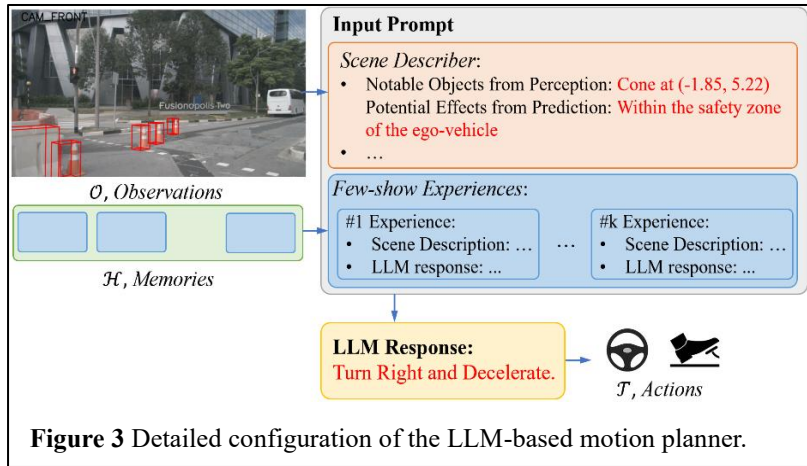 CAM_FRONT
Fusionopolis Two
O, Observations
H, Memories
Input Prompt
Scene Describer:
• Notable Objects from Perception: Cone at (-1.85, 5.22)
Potential Effects from Prediction: Within the safety zone
of the ego-vehicle
• …
Few-show Experiences:
#1 Experience:
• Scene Description: …
• LLM response: ...
…
#k Experience:
• Scene Description: …
• LLM response: ...
LLM Response:
Turn Right and Decelerate.
𝒯, Actions
Figure 3 Detailed configuration of the LLM-based motion planner.